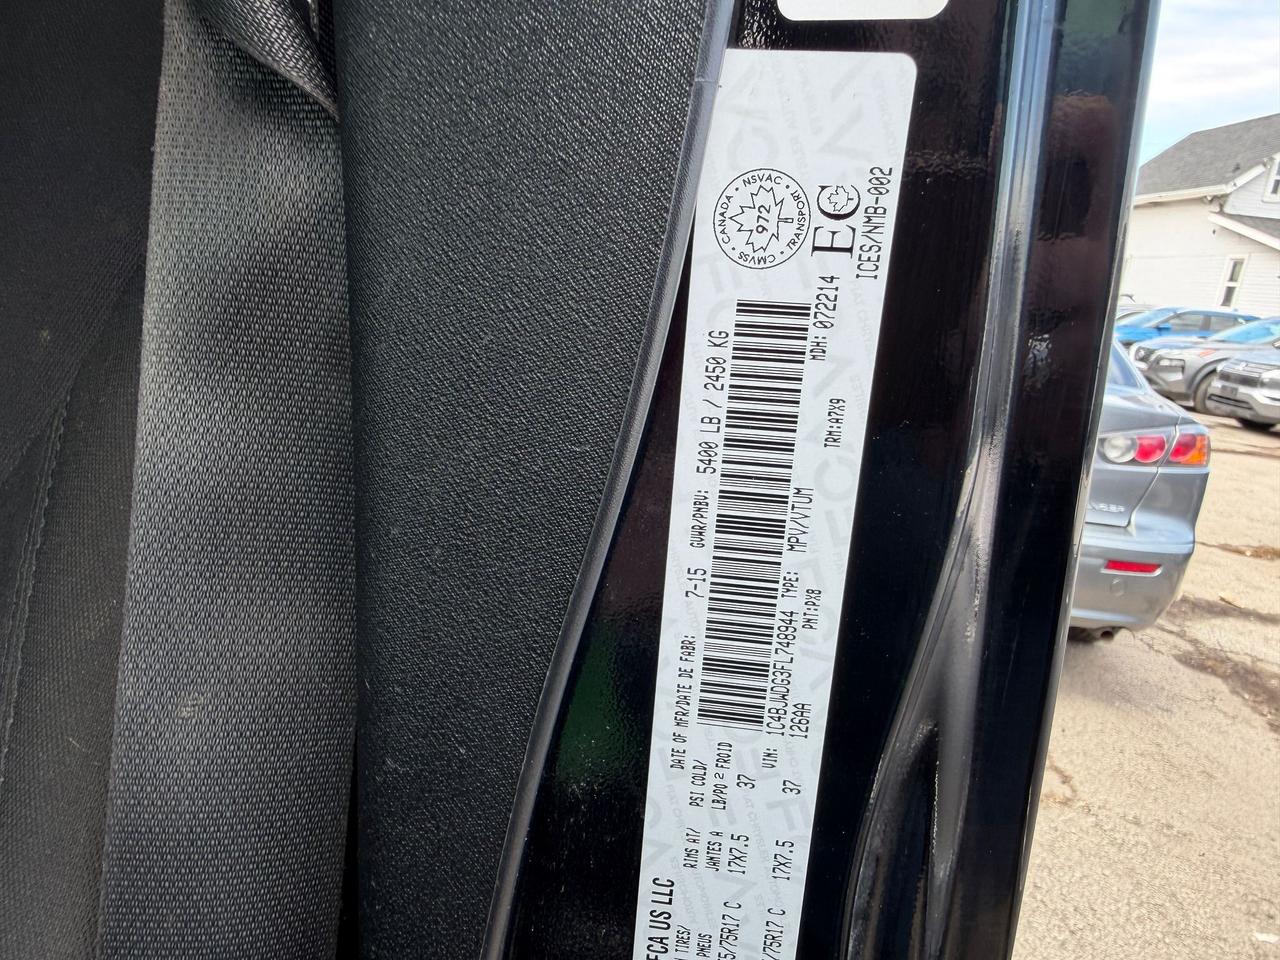 FCA US LLC
DATE OF MFR/DATE DE FABR: 7-15 GVWR/PNBV: 5400 LB / 2450 KG
TIRES/ RIMS AT/ PSI COLD/
PNEUS JANTES A LB/PO 2 FROID
/75R17 C 17X7.5 37
VIN: 1C4BJWDG3FL748944 TYPE: MPV/VTUM
/75R17 C 17X7.5 37 126AA PNT:PX8 TRM:A7X9
MDH: 072214
CANADA • NSVAC • TRANSPORT • CMVSS
972
EC
ICES/NMB-002